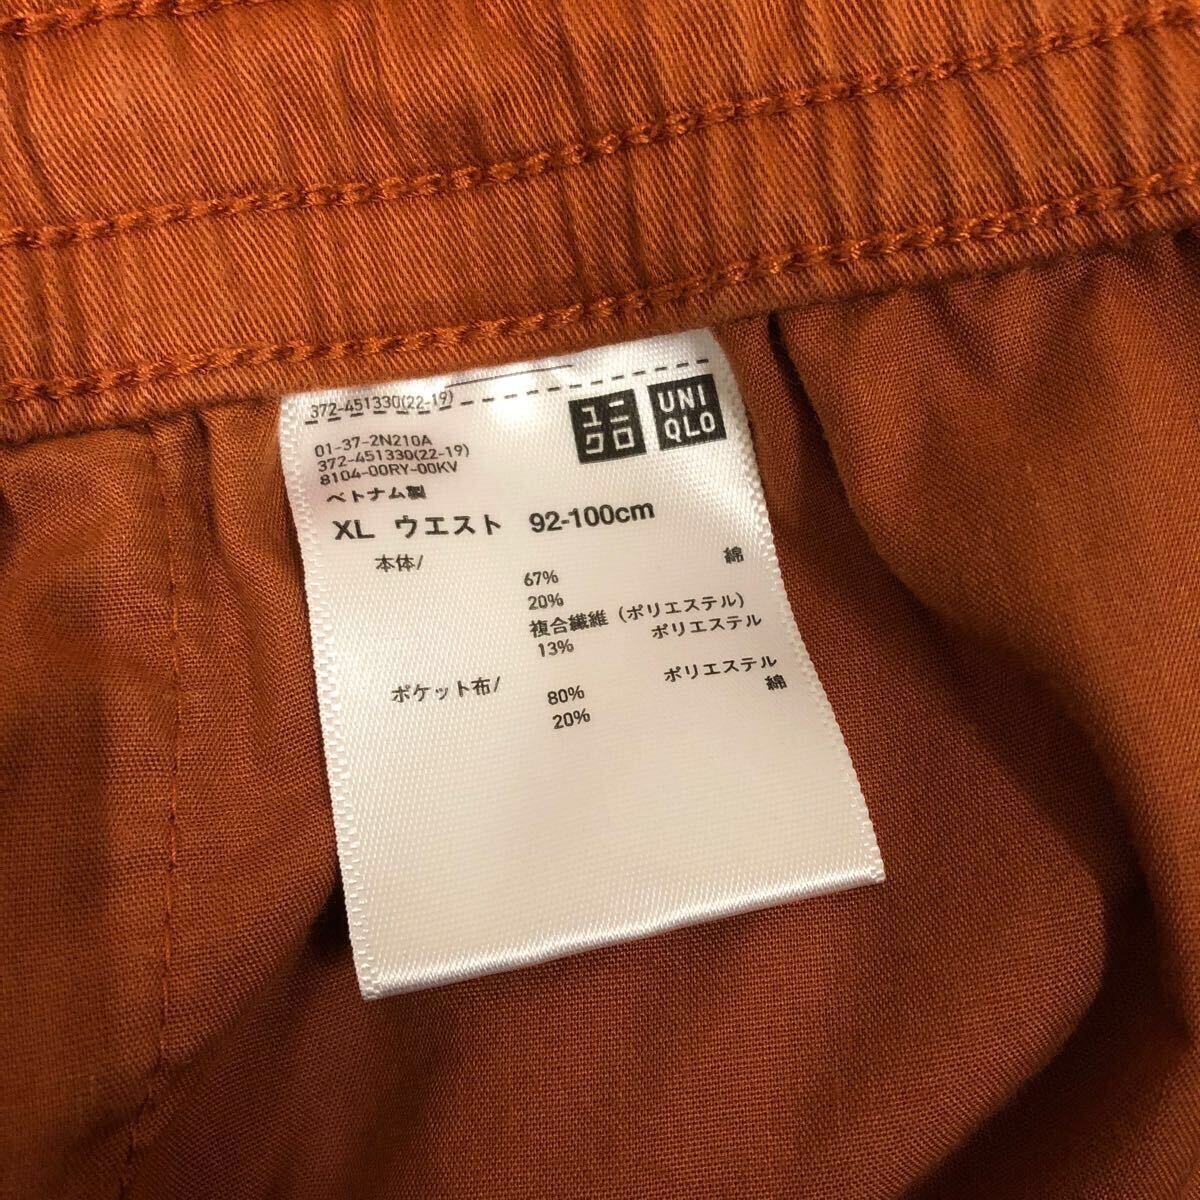 372-451330(22-19)
ユニクロ
UNIQLO
01-37-2N210A
372-451330(22-19)
8104-00RY-00KV
ベトナム製
XL ウエスト 92-100cm
本体/ 綿
67%
20%
複合繊維 (ポリエステル)
13% ポリエステル
ポケット布/ ポリエステル
80% 綿
20%